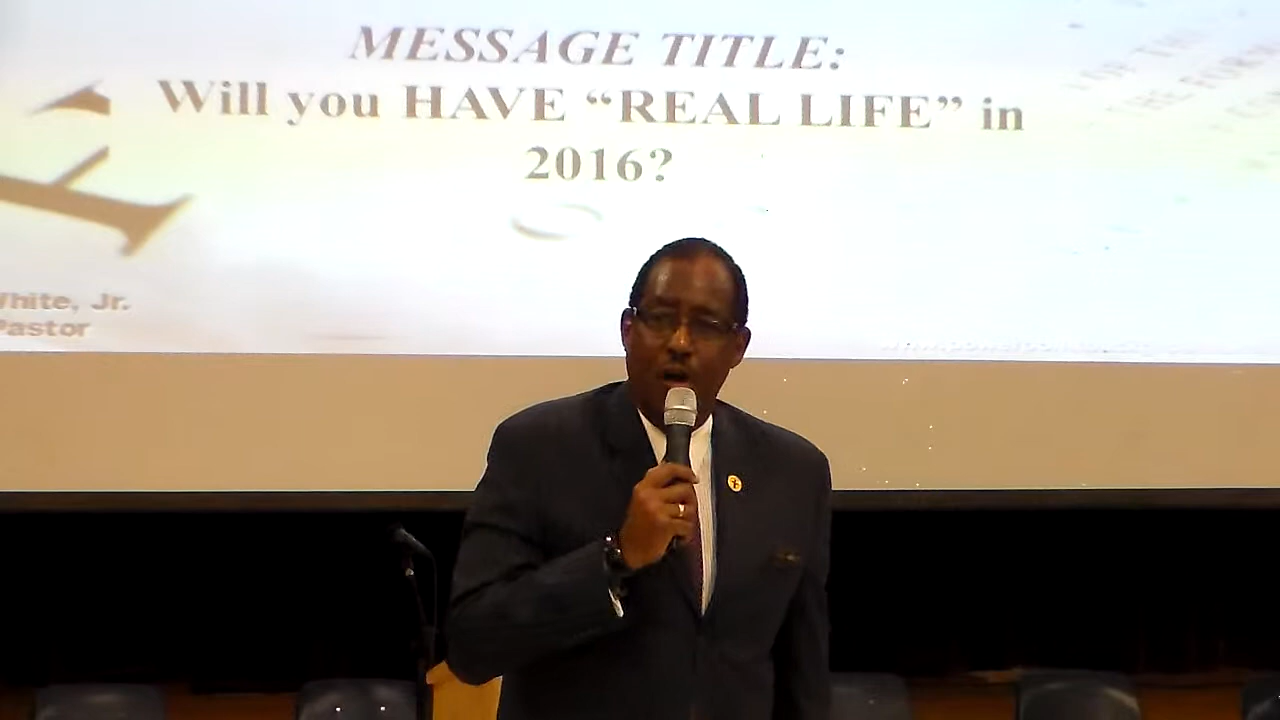 MESSAGE TITLE:
Will you HAVE “REAL LIFE” in
2016?
White, Jr.
Pastor